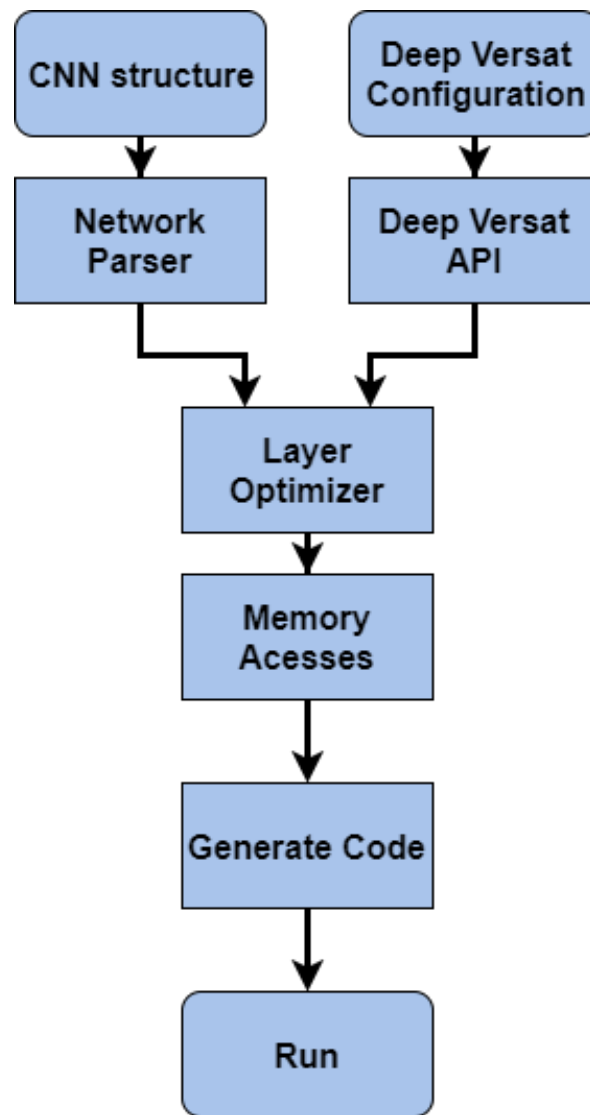 CNN structure
Deep Versat
Configuration
Network
Parser
Deep Versat
API
Layer
Optimizer
Memory
Acesses
Generate Code
Run